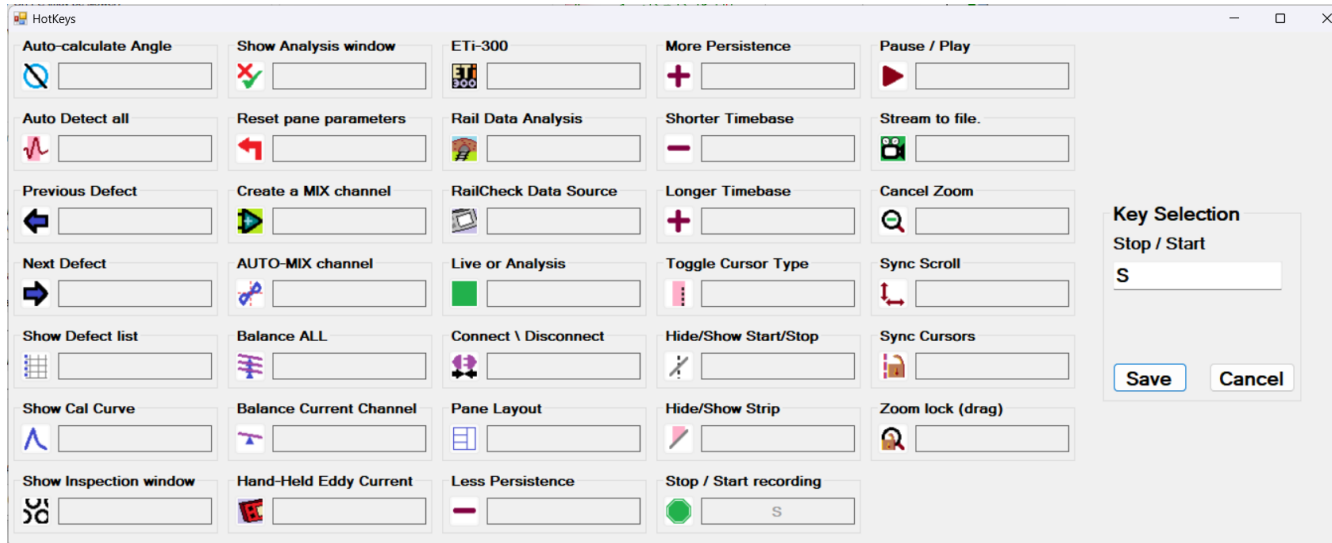 HotKeys
Auto-calculate Angle
Show Analysis window
ETi-300
ETi
300
More Persistence
Pause / Play
Auto Detect all
Reset pane parameters
Rail Data Analysis
Shorter Timebase
Stream to file.
Previous Defect
Create a MIX channel
RailCheck Data Source
Longer Timebase
Cancel Zoom
Next Defect
AUTO-MIX channel
Live or Analysis
Toggle Cursor Type
Sync Scroll
Show Defect list
Balance ALL
Connect \ Disconnect
Hide/Show Start/Stop
Sync Cursors
Show Cal Curve
Balance Current Channel
Pane Layout
Hide/Show Strip
Zoom lock (drag)
Show Inspection window
Hand-Held Eddy Current
Less Persistence
Stop / Start recording
S
Key Selection
Stop / Start
S
Save
Cancel